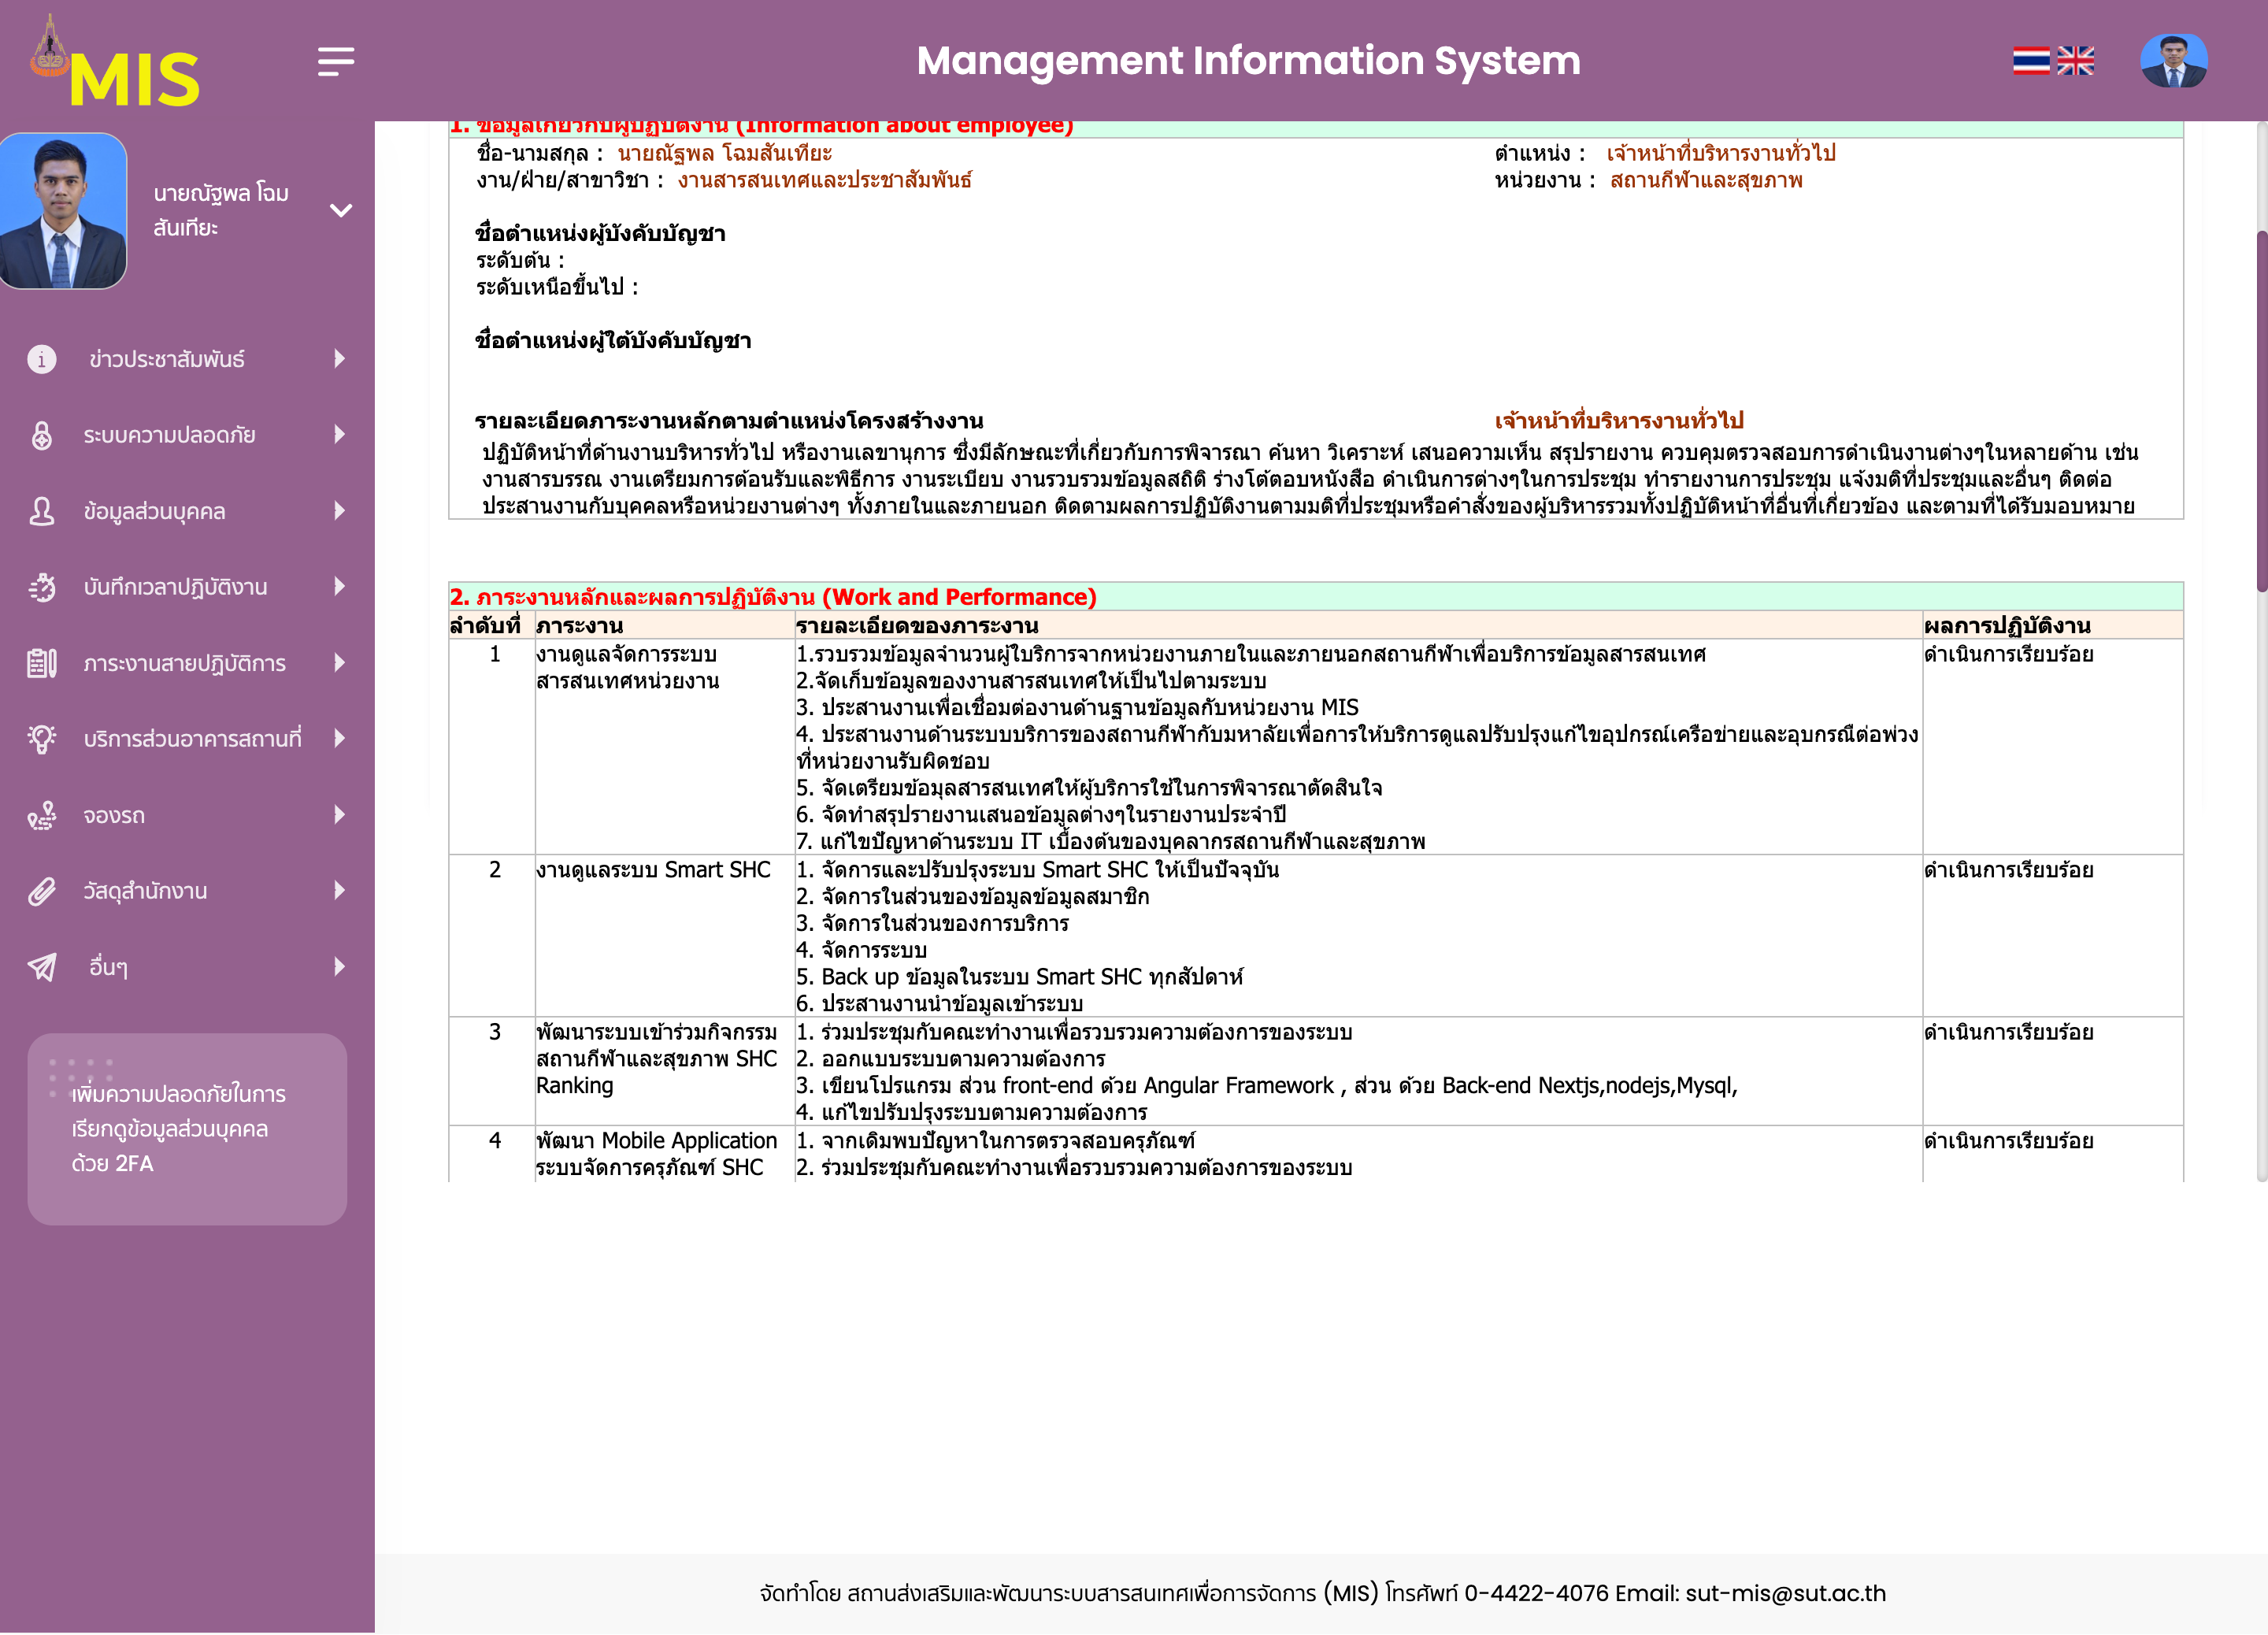 MIS
Management Information System
นายณัฐพล โฉม
สันเทียะ
ข่าวประชาสัมพันธ์
ระบบความปลอดภัย
ข้อมูลส่วนบุคคล
บันทึกเวลาปฏิบัติงาน
ภาระงานสายปฏิบัติการ
บริการส่วนอาคารสถานที่
จองรถ
วัสดุสำนักงาน
อื่นๆ
เพิ่มความปลอดภัยในการ
เรียกดูข้อมูลส่วนบุคคล
ด้วย 2FA
1. ข้อมูลเกี่ยวกับผู้ปฏิบัติงาน (Information about employee)
ชื่อ-นามสกุล : นายณัฐพล โฉมสันเทียะ ตำแหน่ง : เจ้าหน้าที่บริหารงานทั่วไป
งาน/ฝ่าย/สาขาวิชา : งานสารสนเทศและประชาสัมพันธ์ หน่วยงาน : สถานกีฬาและสุขภาพ
ชื่อตำแหน่งผู้บังคับบัญชา
ระดับต้น :
ระดับเหนือขึ้นไป :
ชื่อตำแหน่งผู้ใต้บังคับบัญชา
รายละเอียดภาระงานหลักตามตำแหน่งโครงสร้างงาน เจ้าหน้าที่บริหารงานทั่วไป
ปฏิบัติหน้าที่ด้านงานบริหารทั่วไป หรืองานเลขานุการ ซึ่งมีลักษณะที่เกี่ยวกับการพิจารณา ค้นหา วิเคราะห์ เสนอความเห็น สรุปรายงาน ควบคุมตรวจสอบการดำเนินงานต่างๆในหลายด้าน เช่น
งานสารบรรณ งานเตรียมการต้อนรับและพิธีการ งานระเบียบ งานรวบรวมข้อมูลสถิติ ร่างโต้ตอบหนังสือ ดำเนินการต่างๆในการประชุม ทำรายงานการประชุม แจ้งมติที่ประชุมและอื่นๆ ติดต่อ
ประสานงานกับบุคคลหรือหน่วยงานต่างๆ ทั้งภายในและภายนอก ติดตามผลการปฏิบัติงานตามมติที่ประชุมหรือคำสั่งของผู้บริหารรวมทั้งปฏิบัติหน้าที่อื่นที่เกี่ยวข้อง และตามที่ได้รับมอบหมาย
2. ภาระงานหลักและผลการปฏิบัติงาน (Work and Performance)
ลำดับที่ ภาระงาน รายละเอียดของภาระงาน ผลการปฏิบัติงาน
1 งานดูแลจัดการระบบ 1.รวบรวมข้อมูลจำนวนผู้ใบริการจากหน่วยงานภายในและภายนอกสถานกีฬาเพื่อบริการข้อมูลสารสนเทศ ดำเนินการเรียบร้อย
สารสนเทศหน่วยงาน 2.จัดเก็บข้อมูลของงานสารสนเทศให้เป็นไปตามระบบ
3. ประสานงานเพื่อเชื่อมต่องานด้านฐานข้อมูลกับหน่วยงาน MIS
4. ประสานงานด้านระบบบริการของสถานกีฬากับมหาลัยเพื่อการให้บริการดูแลปรับปรุงแก้ไขอุปกรณ์เครือข่ายและอุบกรณีต่อพ่วง
ที่หน่วยงานรับผิดชอบ
5. จัดเตรียมข้อมุลสารสนเทศให้ผู้บริการใช้ในการพิจารณาตัดสินใจ
6. จัดทำสรุปรายงานเสนอข้อมูลต่างๆในรายงานประจำปี
7. แก้ไขปัญหาด้านระบบ IT เบื้องต้นของบุคลากรสถานกีฬาและสุขภาพ
2 งานดูแลระบบ Smart SHC 1. จัดการและปรับปรุงระบบ Smart SHC ให้เป็นปัจจุบัน ดำเนินการเรียบร้อย
2. จัดการในส่วนของข้อมูลข้อมูลสมาชิก
3. จัดการในส่วนของการบริการ
4. จัดการระบบ
5. Back up ข้อมูลในระบบ Smart SHC ทุกสัปดาห์
6. ประสานงานนำข้อมูลเข้าระบบ
3 พัฒนาระบบเข้าร่วมกิจกรรม 1. ร่วมประชุมกับคณะทำงานเพื่อรวบรวมความต้องการของระบบ ดำเนินการเรียบร้อย
สถานกีฬาและสุขภาพ SHC 2. ออกแบบระบบตามความต้องการ
Ranking 3. เขียนโปรแกรม ส่วน front-end ด้วย Angular Framework , ส่วน ด้วย Back-end Nextjs,nodejs,Mysql,
4. แก้ไขปรับปรุงระบบตามความต้องการ
4 พัฒนา Mobile Application 1. จากเดิมพบปัญหาในการตรวจสอบครุภัณฑ์ ดำเนินการเรียบร้อย
ระบบจัดการครุภัณฑ์ SHC 2. ร่วมประชุมกับคณะทำงานเพื่อรวบรวมความต้องการของระบบ
จัดทำโดย สถานส่งเสริมและพัฒนาระบบสารสนเทศเพื่อการจัดการ (MIS) โทรศัพท์ 0-4422-4076 Email: sut-mis@sut.ac.th